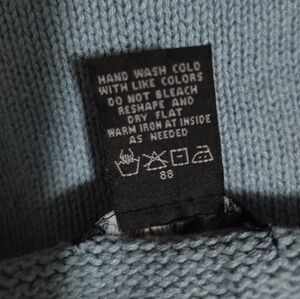 HAND WASH COLD
WITH LIKE COLORS
DO NOT BLEACH
RESHAPE AND
DRY FLAT
WARM IRON AT INSIDE
AS NEEDED
88